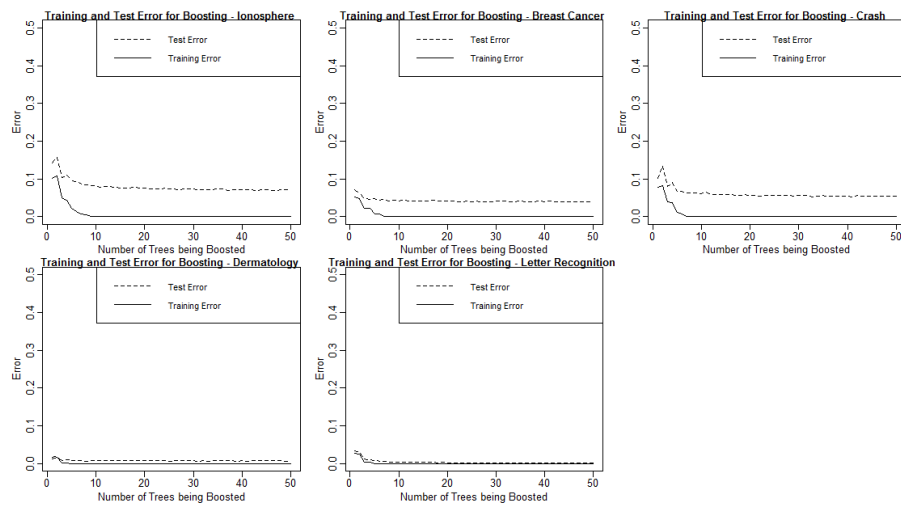 Training and Test Error for Boosting - Ionosphere
Test Error
Training Error
Error
0.0 0.1 0.2 0.3 0.4 0.5
0 10 20 30 40 50
Number of Trees being Boosted
Training and Test Error for Boosting - Breast Cancer
Test Error
Training Error
Error
0.0 0.1 0.2 0.3 0.4 0.5
0 10 20 30 40 50
Number of Trees being Boosted
Training and Test Error for Boosting - Crash
Test Error
Training Error
Error
0.0 0.1 0.2 0.3 0.4 0.5
0 10 20 30 40 50
Number of Trees being Boosted
Training and Test Error for Boosting - Dermatology
Test Error
Training Error
Error
0.0 0.1 0.2 0.3 0.4 0.5
0 10 20 30 40 50
Number of Trees being Boosted
Training and Test Error for Boosting - Letter Recognition
Test Error
Training Error
Error
0.0 0.1 0.2 0.3 0.4 0.5
0 10 20 30 40 50
Number of Trees being Boosted